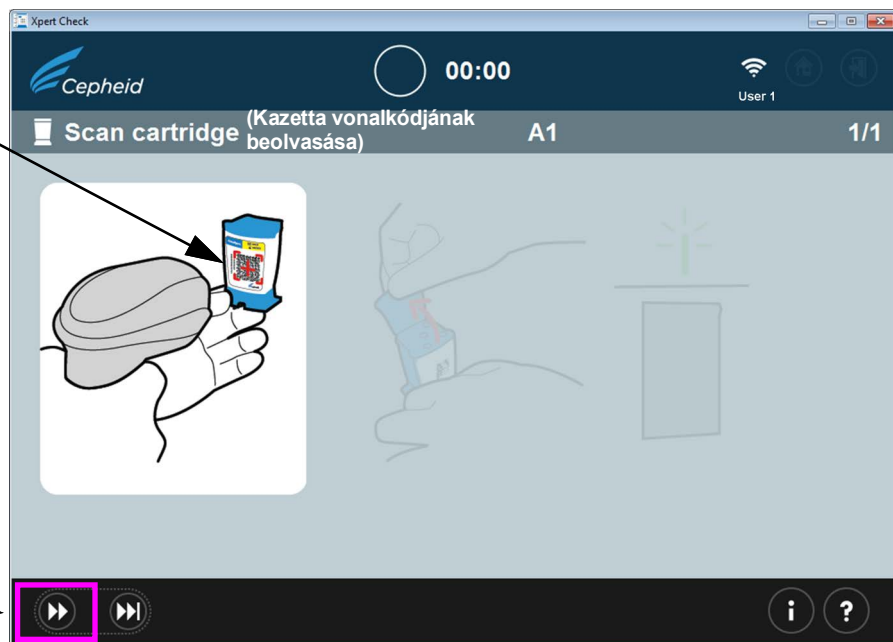 Xpert Check
Cepheid
00:00
User 1
Scan cartridge (Kazetta vonalkódjának beolvasása)
A1
1/1
i
?